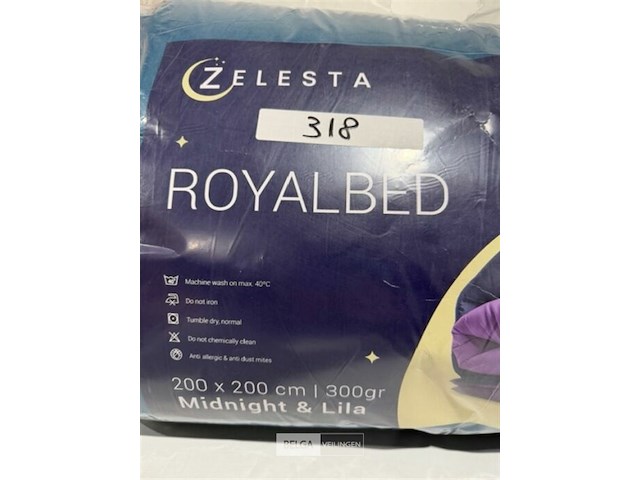 ZELESTA
318
ROYALBED
Machine wash on max. 40°C
Do not iron
Tumble dry, normal
Do not chemically clean
Anti allergic & anti dust mites
200 x 200 cm | 300gr
Midnight & Lila
BELGA VEILINGEN